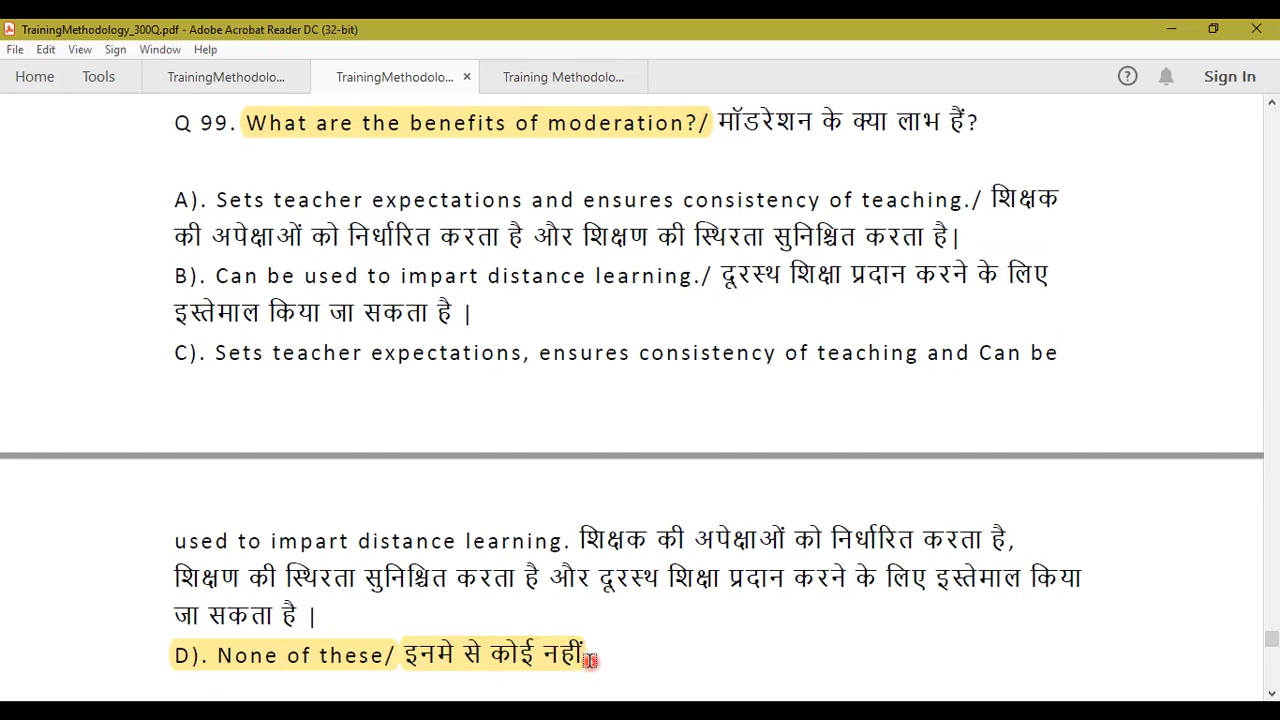 TrainingMethodology_300Q.pdf - Adobe Acrobat Reader DC (32-bit)
File Edit View Sign Window Help
Home Tools TrainingMethodolo... TrainingMethodolo... × Training Methodolo... Sign In
Q 99. What are the benefits of moderation?/ मॉडरेशन के क्या लाभ हैं?
A). Sets teacher expectations and ensures consistency of teaching./ शिक्षक
की अपेक्षाओं को निर्धारित करता है और शिक्षण की स्थिरता सुनिश्चित करता है|
B). Can be used to impart distance learning./ दूरस्थ शिक्षा प्रदान करने के लिए
इस्तेमाल किया जा सकता है |
C). Sets teacher expectations, ensures consistency of teaching and Can be
used to impart distance learning. शिक्षक की अपेक्षाओं को निर्धारित करता है,
शिक्षण की स्थिरता सुनिश्चित करता है और दूरस्थ शिक्षा प्रदान करने के लिए इस्तेमाल किया
जा सकता है |
D). None of these/ इनमे से कोई नहीं